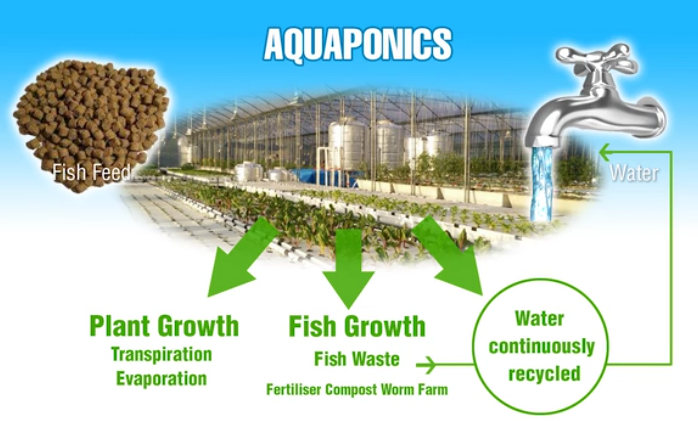 AQUAPONICS
Fish Feed
Water
Plant Growth
Transpiration
Evaporation
Fish Growth
Fish Waste
Fertiliser Compost Worm Farm
Water
continuously
recycled